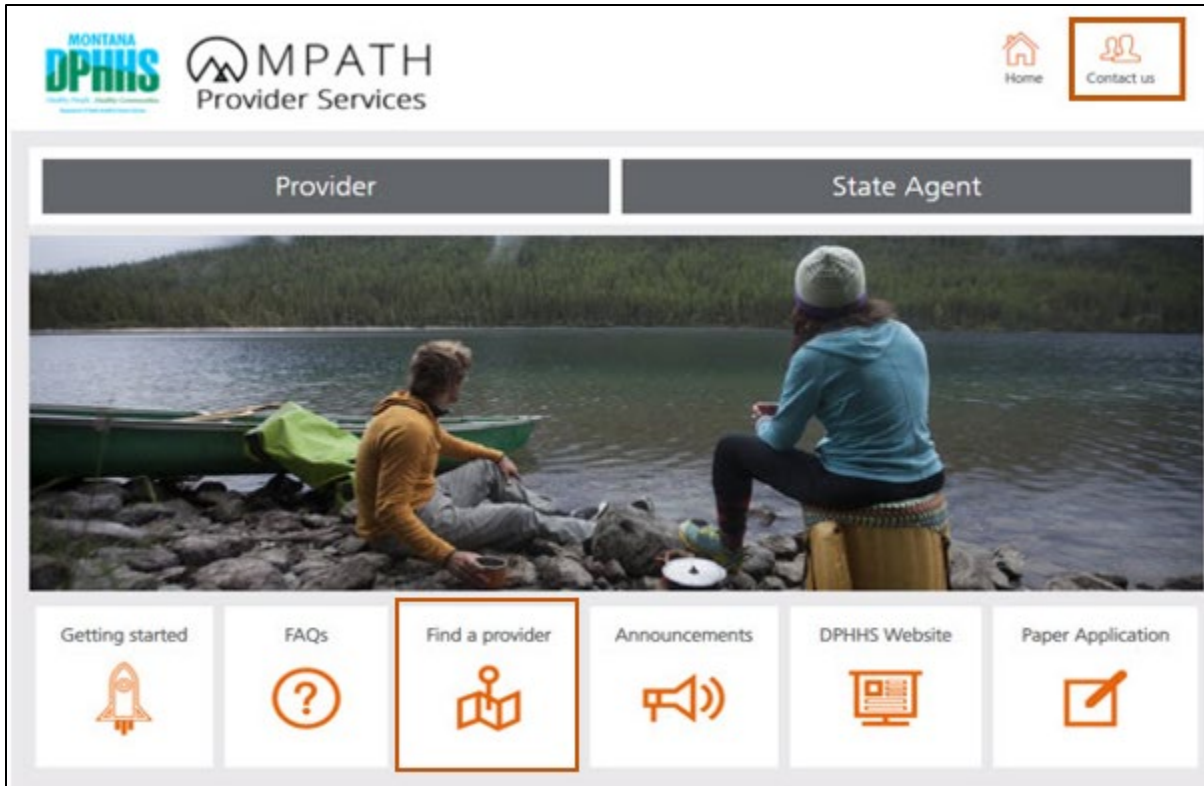 MONTANA
DPHHS
MPATH
Provider Services
Home
Contact us
Provider
State Agent
Getting started
FAQs
Find a provider
Announcements
DPHHS Website
Paper Application
?